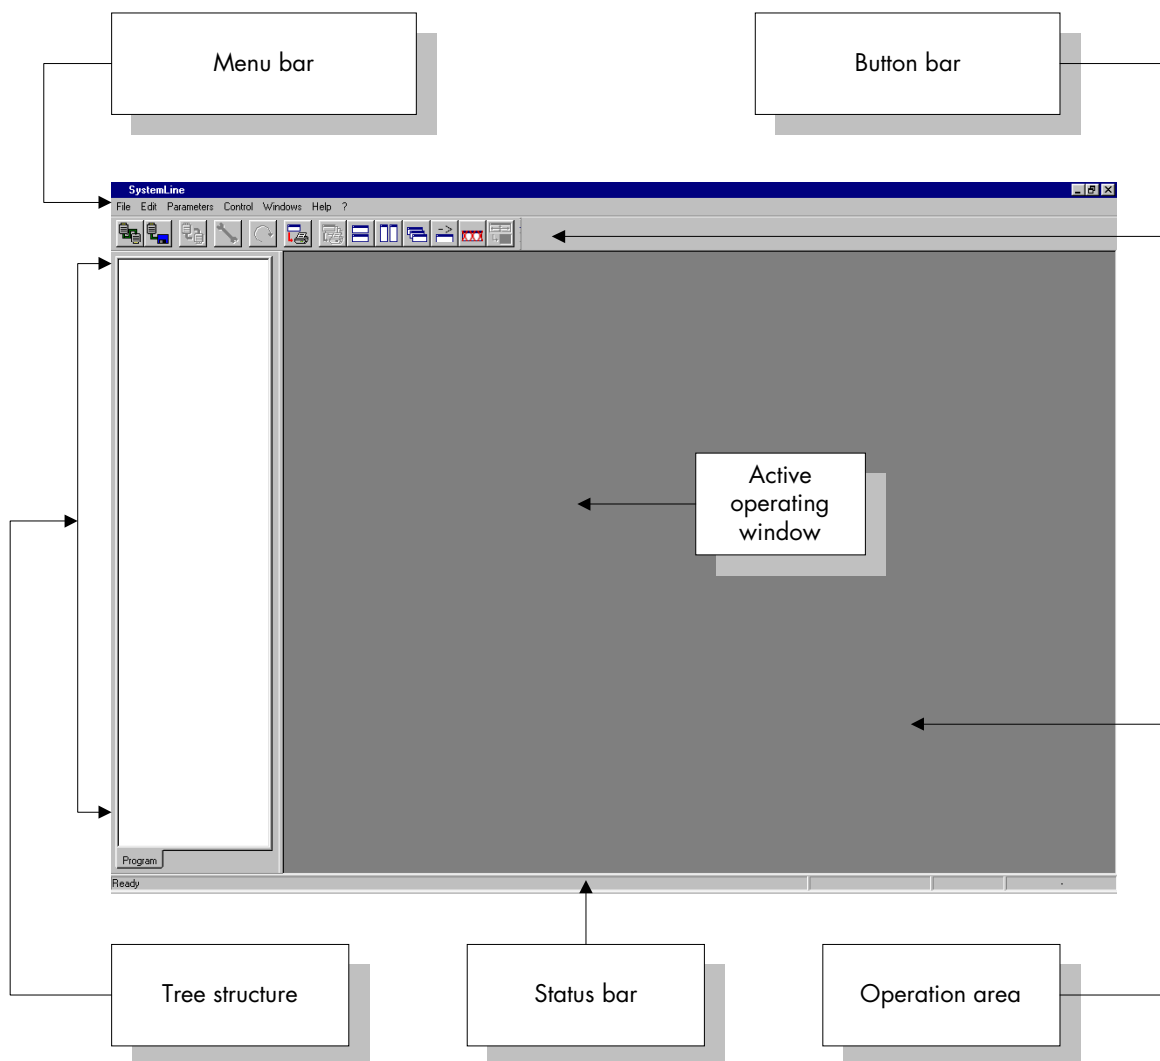 Menu bar
Button bar
SystemLine
File Edit Parameters Control Windows Help ?
->
Active
operating
window
Program
Ready
Tree structure
Status bar
Operation area